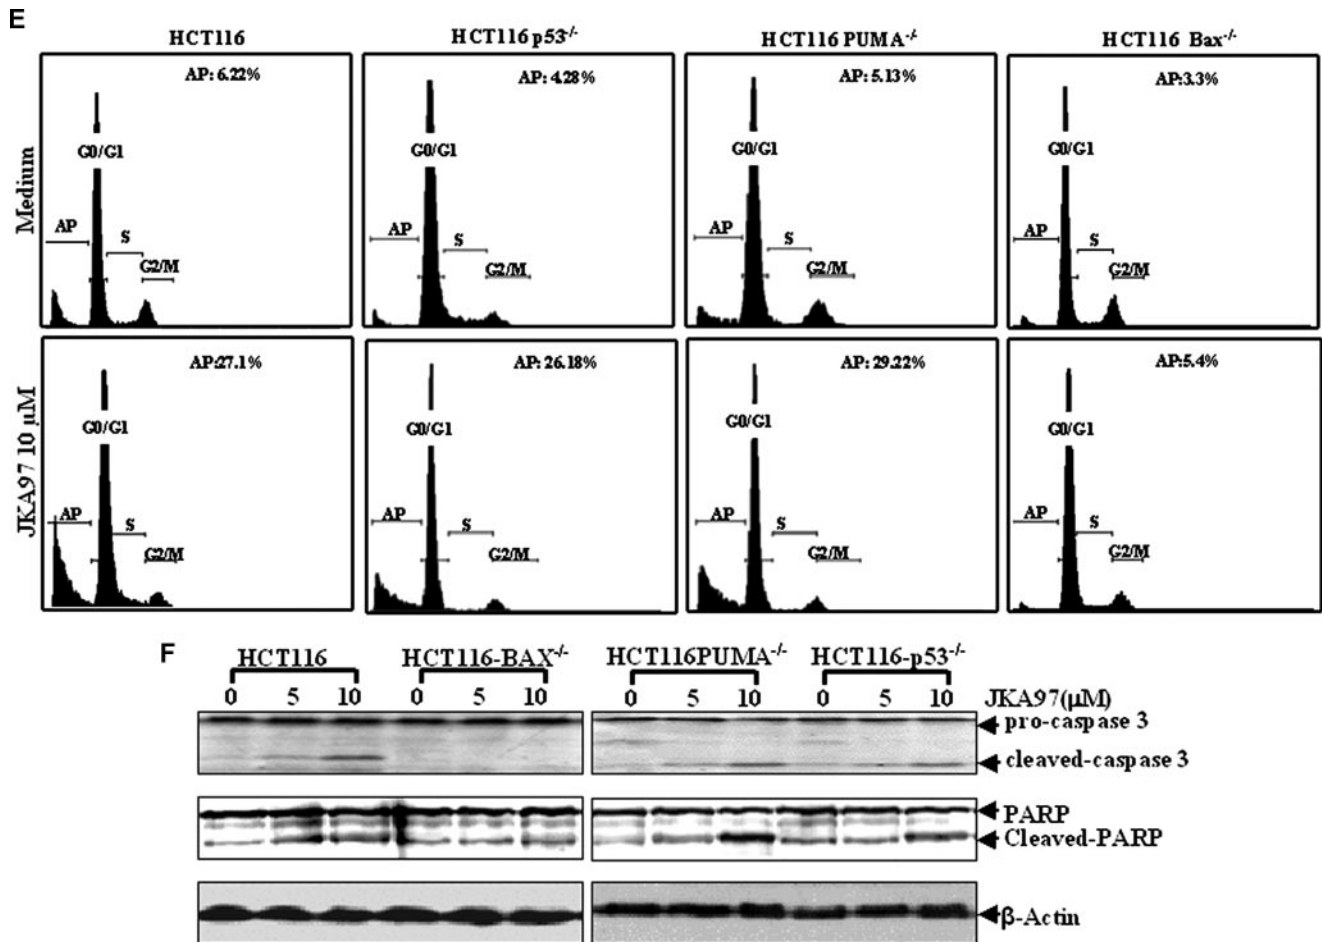 E
HCT116
HCT116 p53-/-
HCT116 PUMA-/-
HCT116 Bax-/-
Medium
AP: 6.22%
G0/G1
AP
S
G2/M
AP: 4.28%
G0/G1
AP
S
G2/M
AP: 5.13%
G0/G1
AP
S
G2/M
AP:3.3%
G0/G1
AP
S
G2/M
JKA97 10 μM
AP:27.1%
G0/G1
AP
S
G2/M
AP: 26.18%
G0/G1
AP
S
G2/M
AP: 29.22%
G0/G1
AP
S
G2/M
AP:5.4%
G0/G1
AP
S
G2/M
F
HCT116 HCT116-BAX-/- HCT116PUMA-/- HCT116-p53-/-
0 5 10 0 5 10 0 5 10 0 5 10 JKA97(μM)
pro-caspase 3
cleaved-caspase 3
PARP
Cleaved-PARP
β-Actin